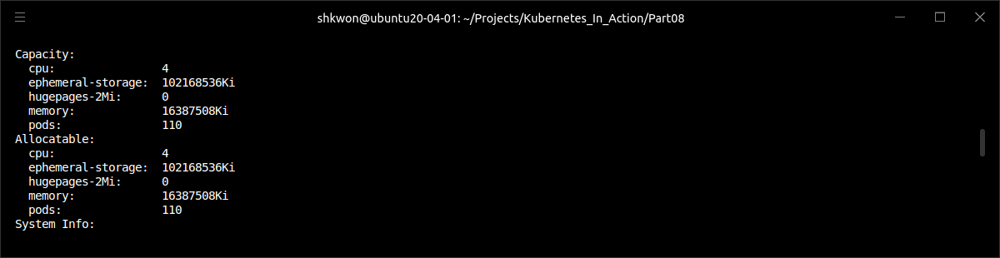 shkwon@ubuntu20-04-01: ~/Projects/Kubernetes_In_Action/Part08
Capacity:
  cpu:                4
  ephemeral-storage:  102168536Ki
  hugepages-2Mi:      0
  memory:             16387508Ki
  pods:               110
Allocatable:
  cpu:                4
  ephemeral-storage:  102168536Ki
  hugepages-2Mi:      0
  memory:             16387508Ki
  pods:               110
System Info: